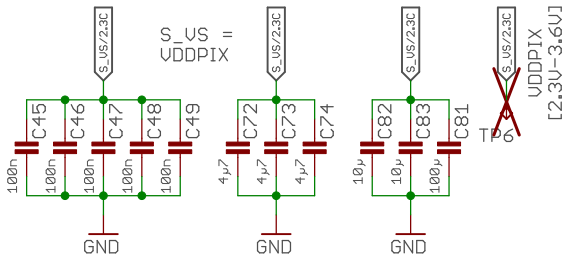 S_VS/2.3C
S_VS =
VDDPIX
S_VS/2.3C
S_VS/2.3C
S_VS/2.3C
VDDPIX
[2.3V-3.6V]
C45
C46
C47
C48
C49
C72
C73
C74
C82
C83
C81
TP6
100n
100n
100n
100n
100n
4µ7
4µ7
4µ7
10µ
10µ
100µ
GND
GND
GND